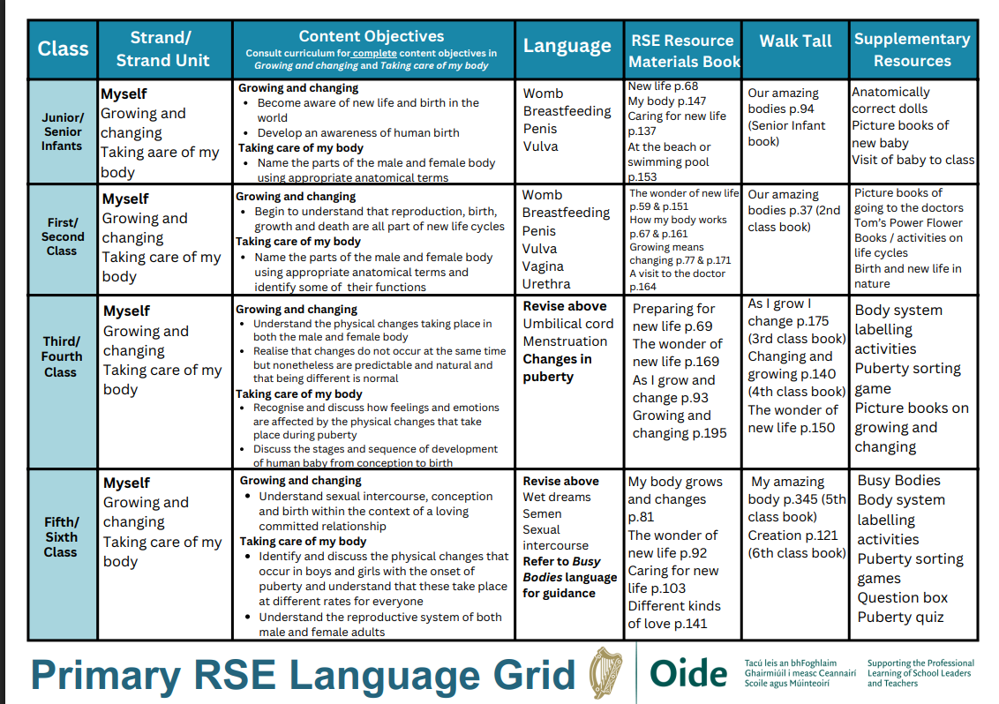 Class
Strand/
Strand Unit
Content Objectives
Consult curriculum for complete content objectives in
Growing and changing and Taking care of my body
Language
RSE Resource
Materials Book
Walk Tall
Supplementary
Resources
Junior/
Senior
Infants
Myself
Growing and
changing
Taking aare of my
body
Growing and changing
• Become aware of new life and birth in the
world
• Develop an awareness of human birth
Taking care of my body
• Name the parts of the male and female body
using appropriate anatomical terms
Womb
Breastfeeding
Penis
Vulva
New life p.68
My body p.147
Caring for new life
p.137
At the beach or
swimming pool
p.153
Our amazing
bodies p.94
(Senior Infant
book)
Anatomically
correct dolls
Picture books of
new baby
Visit of baby to class
First/
Second
Class
Myself
Growing and
changing
Taking care of my
body
Growing and changing
• Begin to understand that reproduction, birth,
growth and death are all part of new life cycles
Taking care of my body
• Name the parts of the male and female body
using appropriate anatomical terms and
identify some of their functions
Womb
Breastfeeding
Penis
Vulva
Vagina
Urethra
The wonder of new life
p.59 & p.151
How my body works
p.67 & p.161
Growing means
changing p.77 & p.171
A visit to the doctor
p.164
Our amazing
bodies p.37 (2nd
class book)
Picture books of
going to the doctors
Tom's Power Flower
Books / activities on
life cycles
Birth and new life in
nature
Third/
Fourth
Class
Myself
Growing and
changing
Taking care of my
body
Growing and changing
• Understand the physical changes taking place in
both the male and female body
• Realise that changes do not occur at the same time
but nonetheless are predictable and natural and
that being different is normal
Taking care of my body
• Recognise and discuss how feelings and emotions
are affected by the physical changes that take
place during puberty
• Discuss the stages and sequence of development
of human baby from conception to birth
Revise above
Umbilical cord
Menstruation
Changes in
puberty
Preparing for
new life p.69
The wonder of
new life p.169
As I grow and
change p.93
Growing and
changing p.195
As I grow I
change p.175
(3rd class book)
Changing and
growing p.140
(4th class book)
The wonder of
new life p.150
Body system
labelling
activities
Puberty sorting
game
Picture books on
growing and
changing
Fifth/
Sixth
Class
Myself
Growing and
changing
Taking care of my
body
Growing and changing
• Understand sexual intercourse, conception
and birth within the context of a loving
committed relationship
Taking care of my body
• Identify and discuss the physical changes that
occur in boys and girls with the onset of
puberty and understand that these take place
at different rates for everyone
• Understand the reproductive system of both
male and female adults
Revise above
Wet dreams
Semen
Sexual
intercourse
Refer to Busy
Bodies language
for guidance
My body grows
and changes
p.81
The wonder of
new life p.92
Caring for new
life p.103
Different kinds
of love p.141
My amazing
body p.345 (5th
class book)
Creation p.121
(6th class book)
Busy Bodies
Body system
labelling
activities
Puberty sorting
games
Question box
Puberty quiz
Primary RSE Language Grid
Oide
Tacú leis an bhFoghlaim
Ghairmiúil i measc Ceannairí
Scoile agus Múinteoirí
Supporting the Professional
Learning of School Leaders
and Teachers